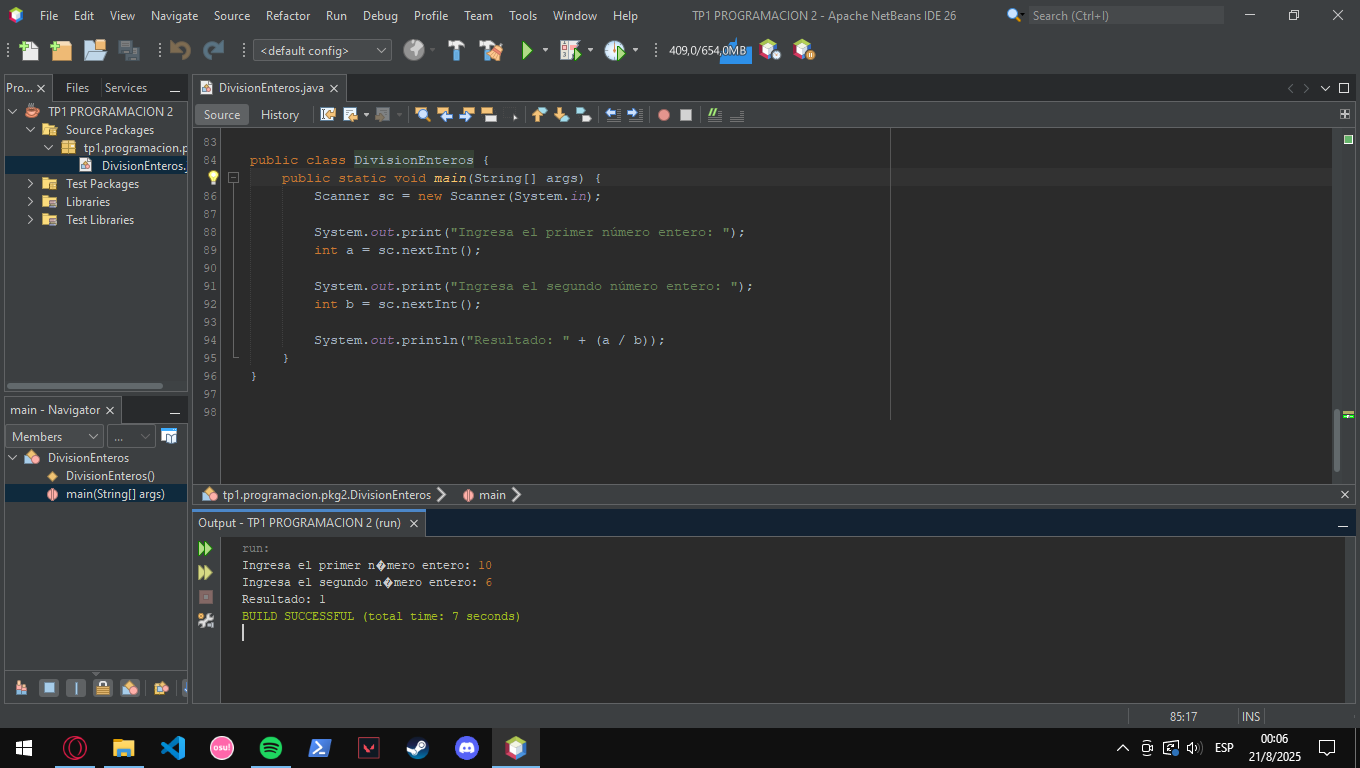 File Edit View Navigate Source Refactor Run Debug Profile Team Tools Window Help TP1 PROGRAMACION 2 - Apache NetBeans IDE 26 Search (Ctrl+I)
<default config> 409,0/654,0MB
Pro... Files Services
DivisionEnteros.java
TP1 PROGRAMACION 2
Source Packages
tp1.programacion.p
DivisionEnteros.
Test Packages
Libraries
Test Libraries
Source History
83
84 public class DivisionEnteros {
public static void main(String[] args) {
86 Scanner sc = new Scanner(System.in);
87
88 System.out.print("Ingresa el primer número entero: ");
89 int a = sc.nextInt();
90
91 System.out.print("Ingresa el segundo número entero: ");
92 int b = sc.nextInt();
93
94 System.out.println("Resultado: " + (a / b));
95 }
96 }
97
98
main - Navigator
Members ...
DivisionEnteros
DivisionEnteros()
main(String[] args)
tp1.programacion.pkg2.DivisionEnteros main
Output - TP1 PROGRAMACION 2 (run)
run:
Ingresa el primer n�mero entero: 10
Ingresa el segundo n�mero entero: 6
Resultado: 1
BUILD SUCCESSFUL (total time: 7 seconds)
85:17 INS
osu!
ESP
00:06
21/8/2025